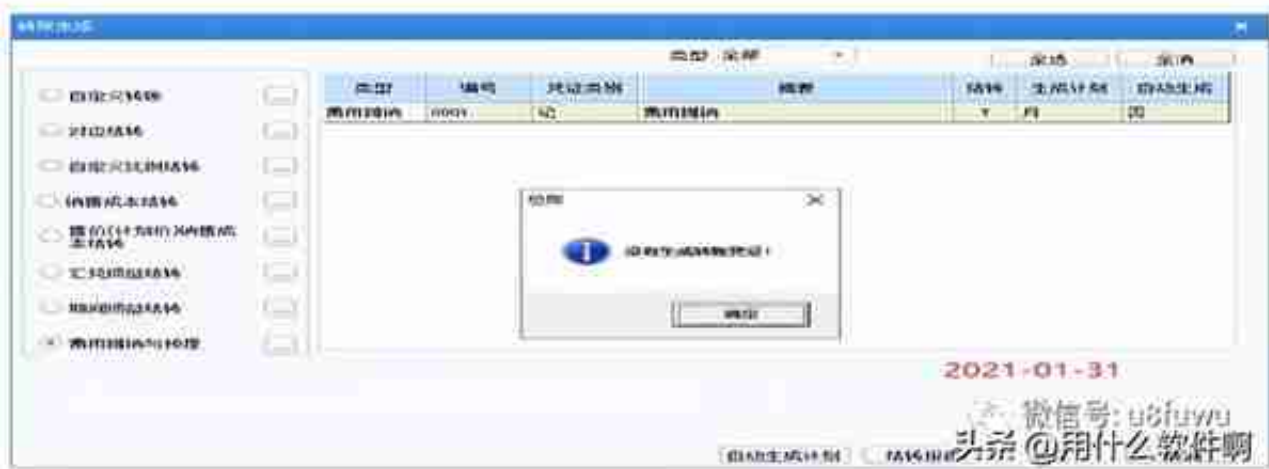 转账生成
类型 全部
全选 全消
自定义转账
对应结转
自定义比例结转
销售成本结转
售价(计划价)销售成
本结转
汇兑损益结转
期间损益结转
费用摊销与预提
类型 编号 凭证类别 摘要 结转 生成计划 自动生成
费用摊销 0001 记 费用摊销 Y 月 否
提示
没有生成转账凭证!
确定
2021-01-31
微信号: u8fuwu
自动生成计划
头条 @用什么软件啊